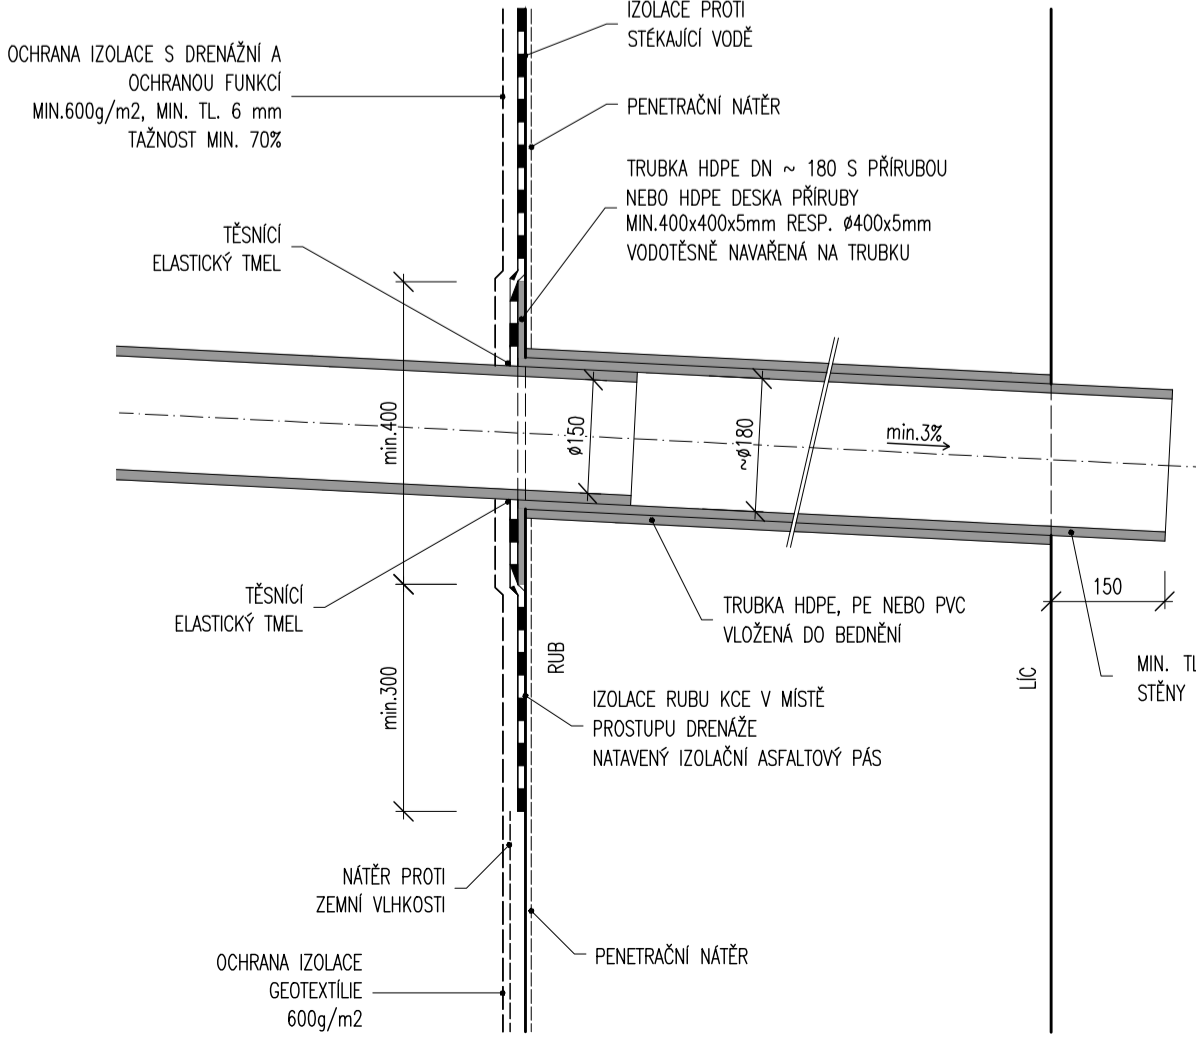 IZOLACE PROTI
STÉKAJÍCÍ VODĚ
OCHRANA IZOLACE S DRENÁŽNÍ A
OCHRANOU FUNKCÍ
MIN.600g/m2, MIN. TL. 6 mm
TAŽNOST MIN. 70%
PENETRAČNÍ NÁTĚR
TRUBKA HDPE DN ~ 180 S PŘÍRUBOU
NEBO HDPE DESKA PŘÍRUBY
MIN.400x400x5mm RESP. ø400x5mm
VODOTĚSNĚ NAVAŘENÁ NA TRUBKU
TĚSNÍCÍ
ELASTICKÝ TMEL
min.400
ø150
~ø180
min.3%
TĚSNÍCÍ
ELASTICKÝ TMEL
TRUBKA HDPE, PE NEBO PVC
VLOŽENÁ DO BEDNĚNÍ
150
MIN. TL
STĚNY
RUB
LÍC
min.300
IZOLACE RUBU KCE V MÍSTĚ
PROSTUPU DRENÁŽE
NATAVENÝ IZOLAČNÍ ASFALTOVÝ PÁS
NÁTĚR PROTI
ZEMNÍ VLHKOSTI
PENETRAČNÍ NÁTĚR
OCHRANA IZOLACE
GEOTEXTÍLIE
600g/m2